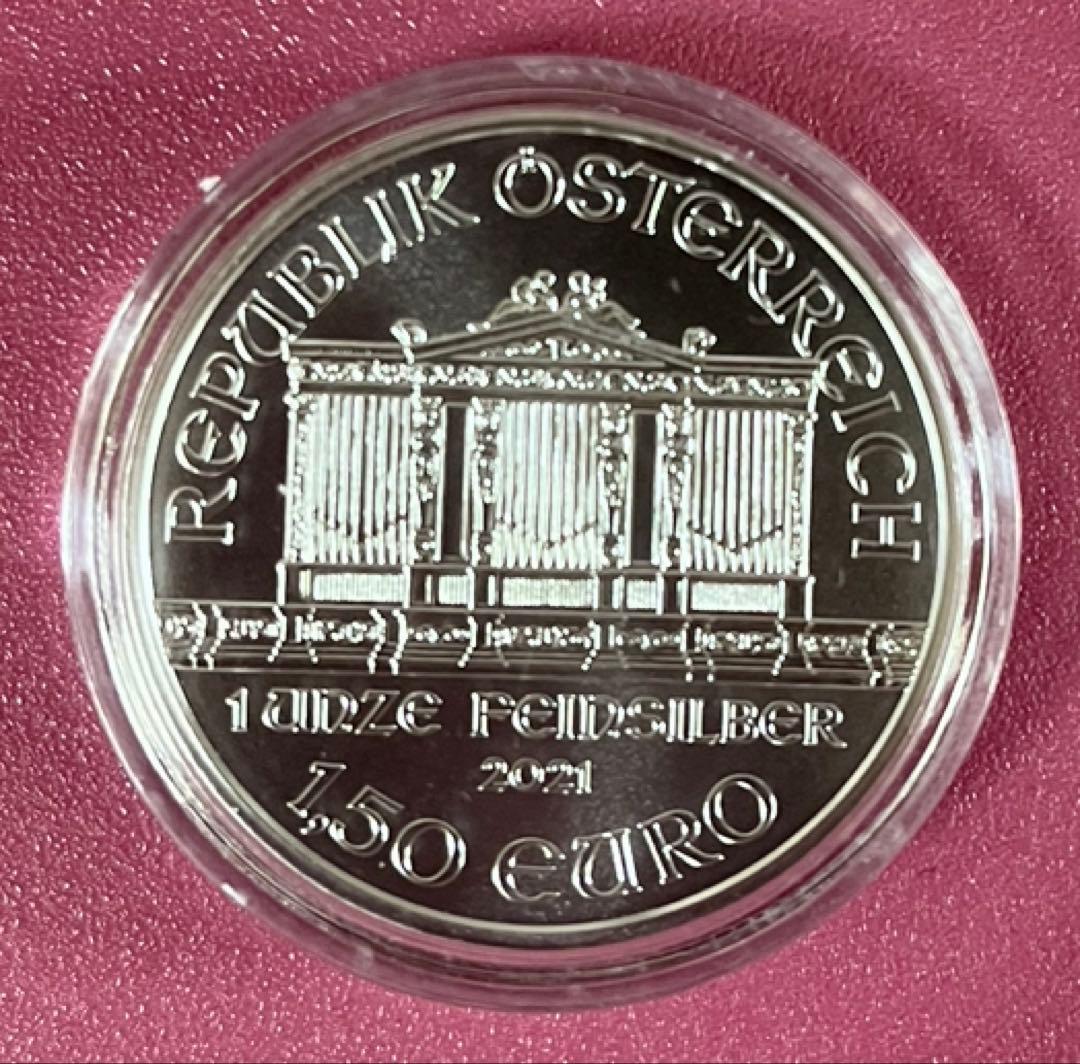 REPUBLIK ÖSTERREICH
1 UNZE FEINSILBER
2021
1,50 EURO